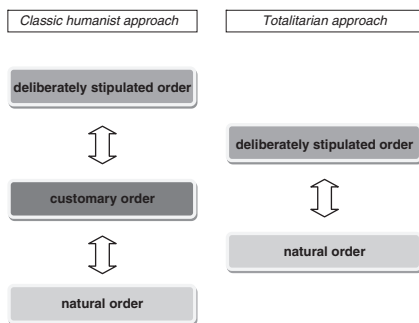 Classic humanist approach
deliberately stipulated order
customary order
natural order
Totalitarian approach
deliberately stipulated order
natural order